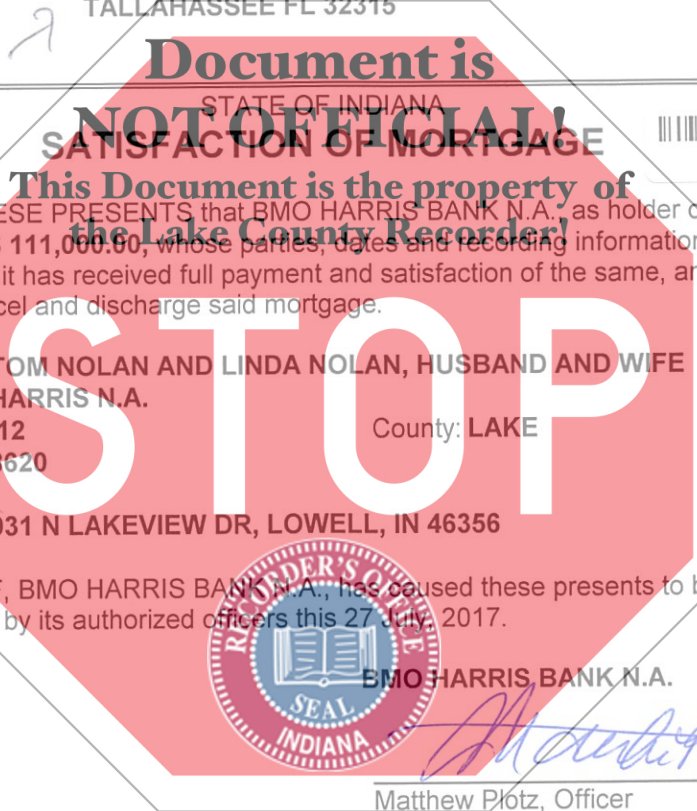 TALLAHASSEE FL 32315
Document is
STATE OF INDIANA
NOT OFFICIAL!
SATISFACTION OF MORTGAGE
This Document is the property of
ESE PRESENTS that BMO HARRIS BANK N.A., as holder
the Lake County Recorder!
111,000.00, whose parties, dates and recording information
it has received full payment and satisfaction of the same,
cel and discharge said mortgage.
STOP
TOM NOLAN AND LINDA NOLAN, HUSBAND AND WIFE
HARRIS N.A.
12
County: LAKE
3620
031 N LAKEVIEW DR, LOWELL, IN 46356
BMO HARRIS BANK N.A., has caused these presents to
by its authorized officers this 27 July, 2017.
RECORDER'S OFFICE
SEAL
INDIANA
BMO HARRIS BANK N.A.
Matthew Plotz, Officer